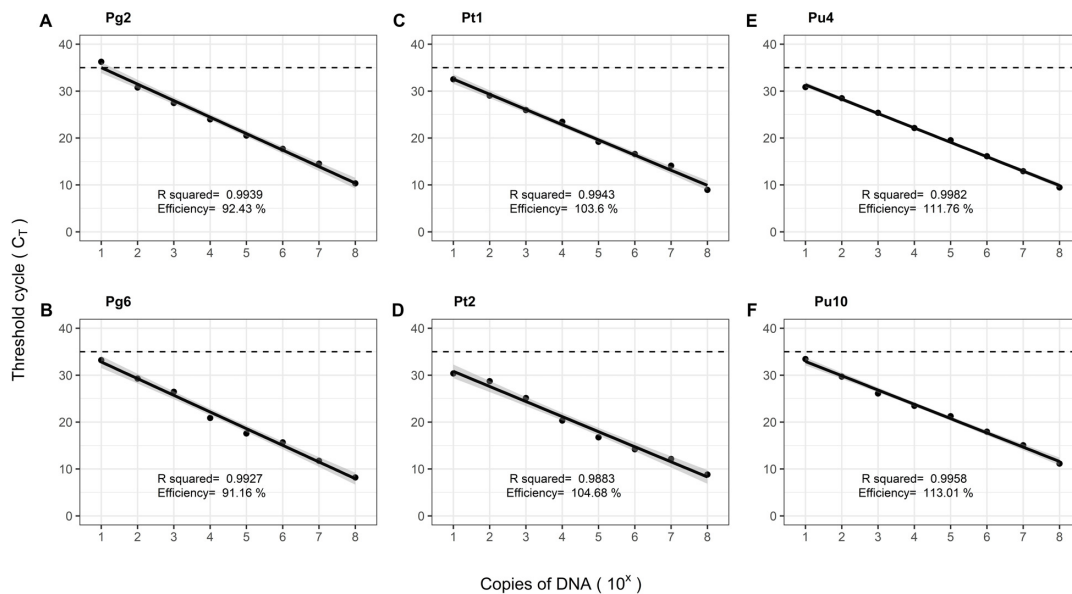 Threshold cycle ( C_T )
A Pg2
40
30
20
10
0
R squared= 0.9939
Efficiency= 92.43 %
1 2 3 4 5 6 7 8
C Pt1
40
30
20
10
0
R squared= 0.9943
Efficiency= 103.6 %
1 2 3 4 5 6 7 8
E Pu4
40
30
20
10
0
R squared= 0.9982
Efficiency= 111.76 %
1 2 3 4 5 6 7 8
B Pg6
40
30
20
10
0
R squared= 0.9927
Efficiency= 91.16 %
1 2 3 4 5 6 7 8
D Pt2
40
30
20
10
0
R squared= 0.9883
Efficiency= 104.68 %
1 2 3 4 5 6 7 8
F Pu10
40
30
20
10
0
R squared= 0.9958
Efficiency= 113.01 %
1 2 3 4 5 6 7 8
Copies of DNA ( 10^x )